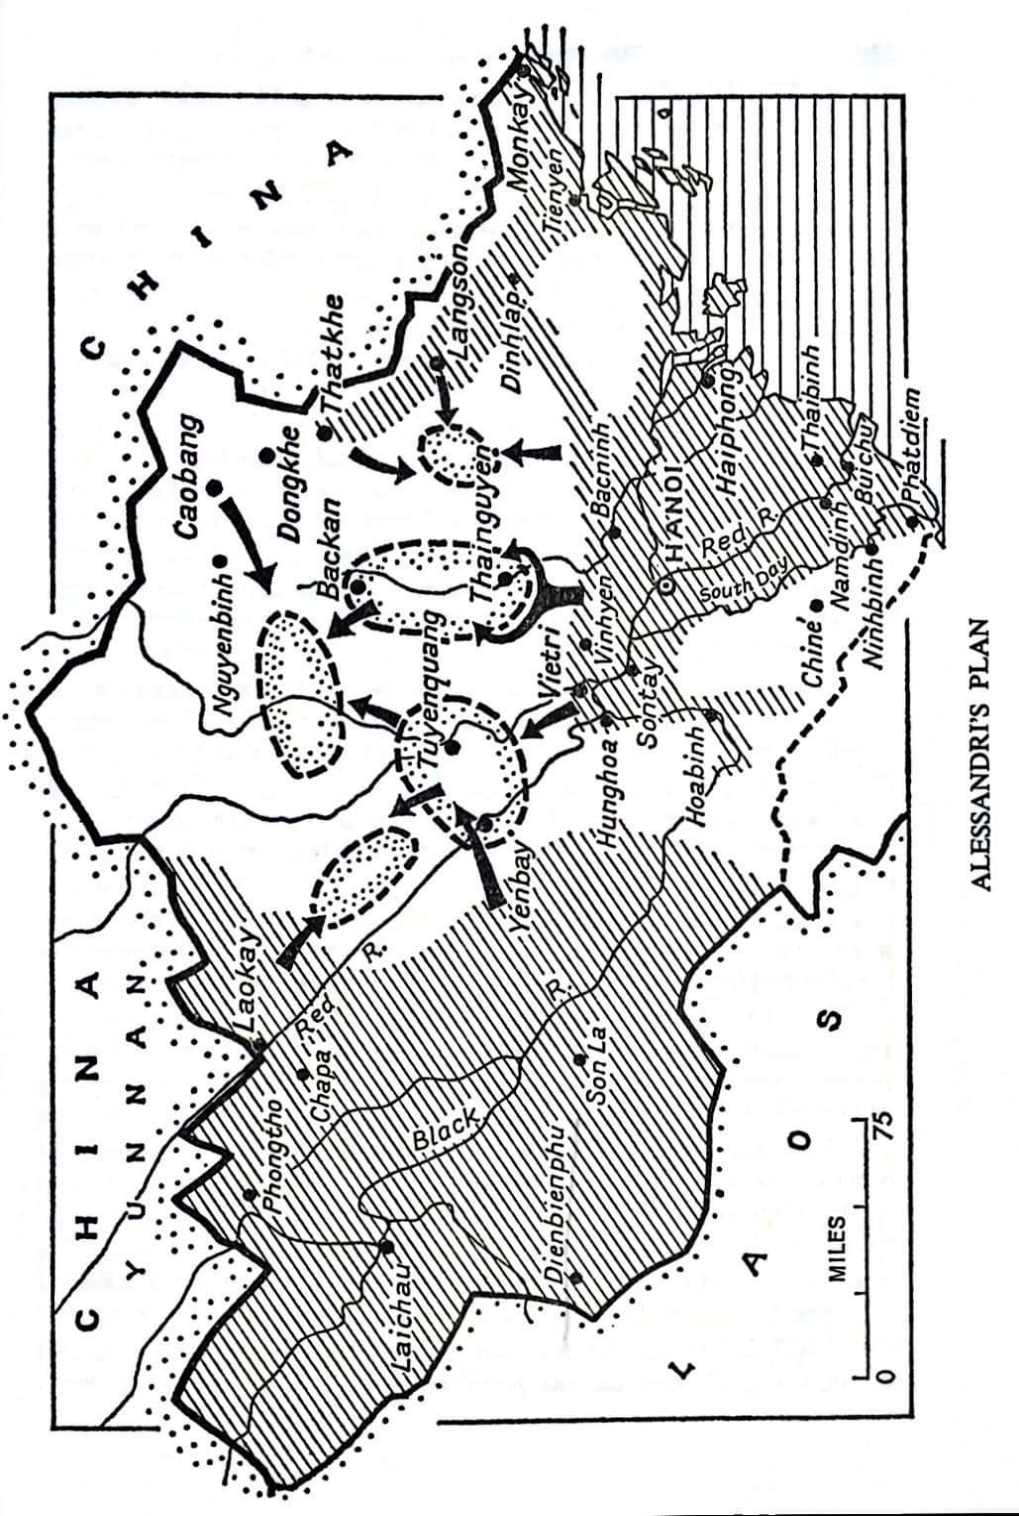 CHINA
YUNNAN
CHINA
LAOS
Caobang
Nguyenbinh
Dongkhe
Thatkhe
Backan
Langson
Monkay
Tienyen
Dinhlap
Laokay
Chapa
Phongtho
Red R.
Laichau
Tuyenquang
Thainguyen
Yenbay
Vietri
Vinhyen
Bacninh
Black R.
Son La
Dienbienphu
Hunghoa
Sontay
Hoabinh
HANOI
Haiphong
Red R.
South Day
Chiné
Namdinh
Ninhbinh
Thaibinh
Buichu
Phatdiem
MILES
0 75
ALESSANDRI'S PLAN